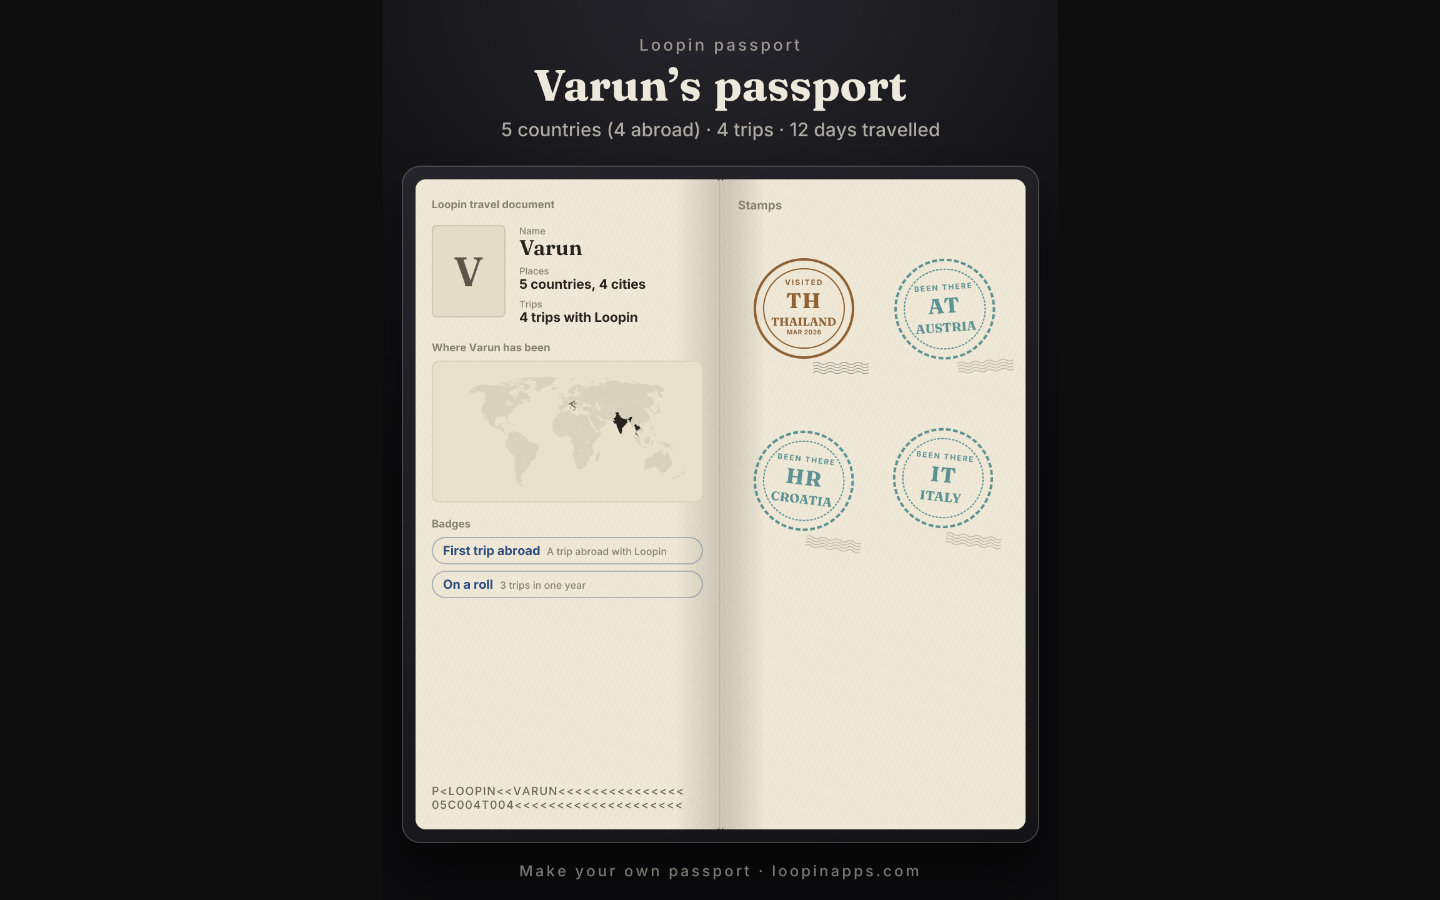 Loopin passport
Varun’s passport
5 countries (4 abroad) · 4 trips · 12 days travelled
Loopin travel document
V
Name
Varun
Places
5 countries, 4 cities
Trips
4 trips with Loopin
Where Varun has been
Badges
First trip abroad A trip abroad with Loopin
On a roll 3 trips in one year
P<LOOPIN<<VARUN<<<<<<<<<<<<<<<
05C004T004<<<<<<<<<<<<<<<<<<<<
Stamps
VISITED
TH
THAILAND
MAR 2026
BEEN THERE
AT
AUSTRIA
BEEN THERE
HR
CROATIA
BEEN THERE
IT
ITALY
Make your own passport · loopinapps.com